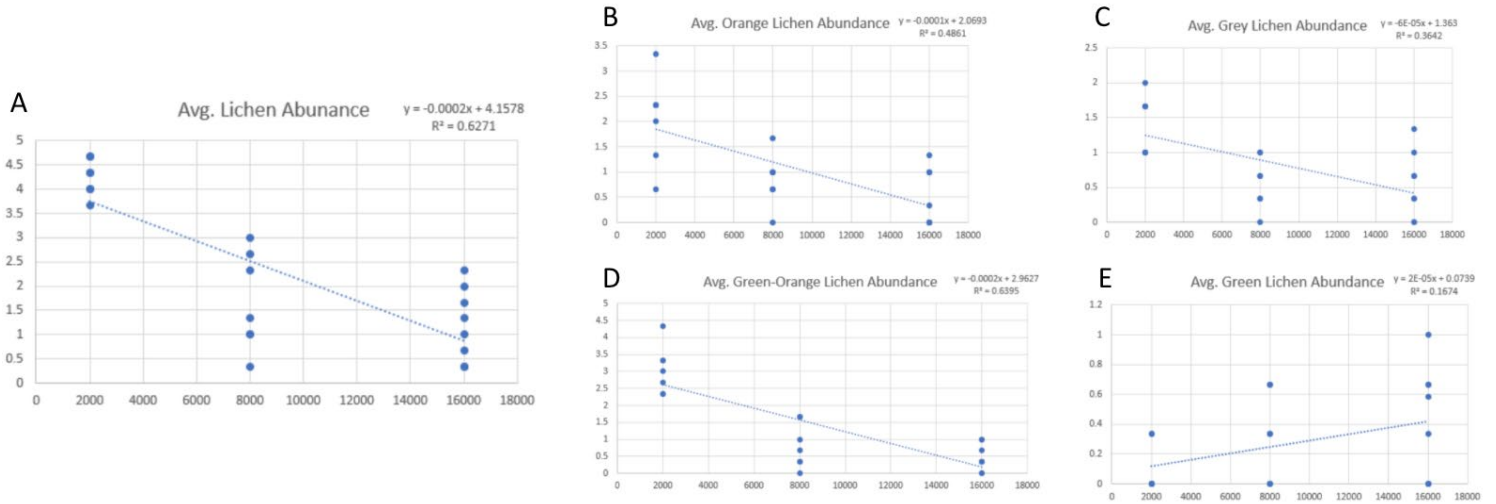 A
Avg. Lichen Abunance
y = -0.0002x + 4.1578
R² = 0.6271
5
4.5
4
3.5
3
2.5
2
1.5
1
0.5
0
0 2000 4000 6000 8000 10000 12000 14000 16000 18000
B
Avg. Orange Lichen Abundance
y = -0.0001x + 2.0693
R² = 0.4861
3.5
3
2.5
2
1.5
1
0.5
0
0 2000 4000 6000 8000 10000 12000 14000 16000 18000
C
Avg. Grey Lichen Abundance
y = -6E-05x + 1.363
R² = 0.3642
2.5
2
1.5
1
0.5
0
0 2000 4000 6000 8000 10000 12000 14000 16000 18000
D
Avg. Green-Orange Lichen Abundance
y = -0.0002x + 2.9627
R² = 0.6395
5
4.5
4
3.5
3
2.5
2
1.5
1
0.5
0
0 2000 4000 6000 8000 10000 12000 14000 16000 18000
E
Avg. Green Lichen Abundance
y = 2E-05x + 0.0739
R² = 0.1674
1.2
1
0.8
0.6
0.4
0.2
0
0 2000 4000 6000 8000 10000 12000 14000 16000 18000